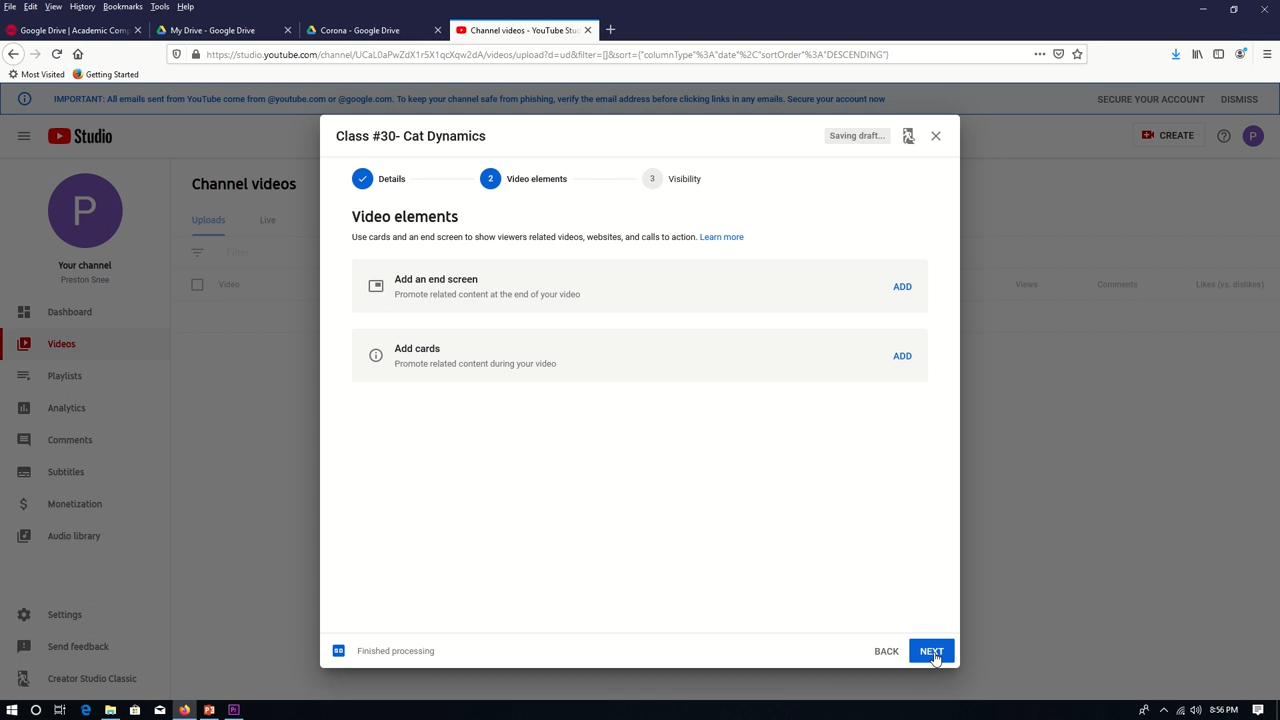 File Edit View History Bookmarks Tools Help
Google Drive | Academic Comp
My Drive - Google Drive
Corona - Google Drive
Channel videos - YouTube Stu
https://studio.youtube.com/channel/UCaL0aPwZdX1r5X1qcXqw2dA/videos/upload?d=ud&filter=[]&sort={"columnType"%3A"date"%2C"sortOrder"%3A"DESCENDING"}
Most Visited Getting Started
IMPORTANT: All emails sent from YouTube come from @youtube.com or @google.com. To keep your channel safe from phishing, verify the email address before clicking links in any emails. Secure your account now
SECURE YOUR ACCOUNT DISMISS
Studio
CREATE
P
P
Your channel
Preston Snee
Dashboard
Videos
Playlists
Analytics
Comments
Subtitles
Monetization
Audio library
Settings
Send feedback
Creator Studio Classic
Channel videos
Uploads Live
Filter
Video Views Comments Likes (vs. dislikes)
Class #30- Cat Dynamics
Saving draft...
Details
2 Video elements
3 Visibility
Video elements
Use cards and an end screen to show viewers related videos, websites, and calls to action. Learn more
Add an end screen
Promote related content at the end of your video
ADD
Add cards
Promote related content during your video
ADD
Finished processing
BACK NEXT
8:56 PM